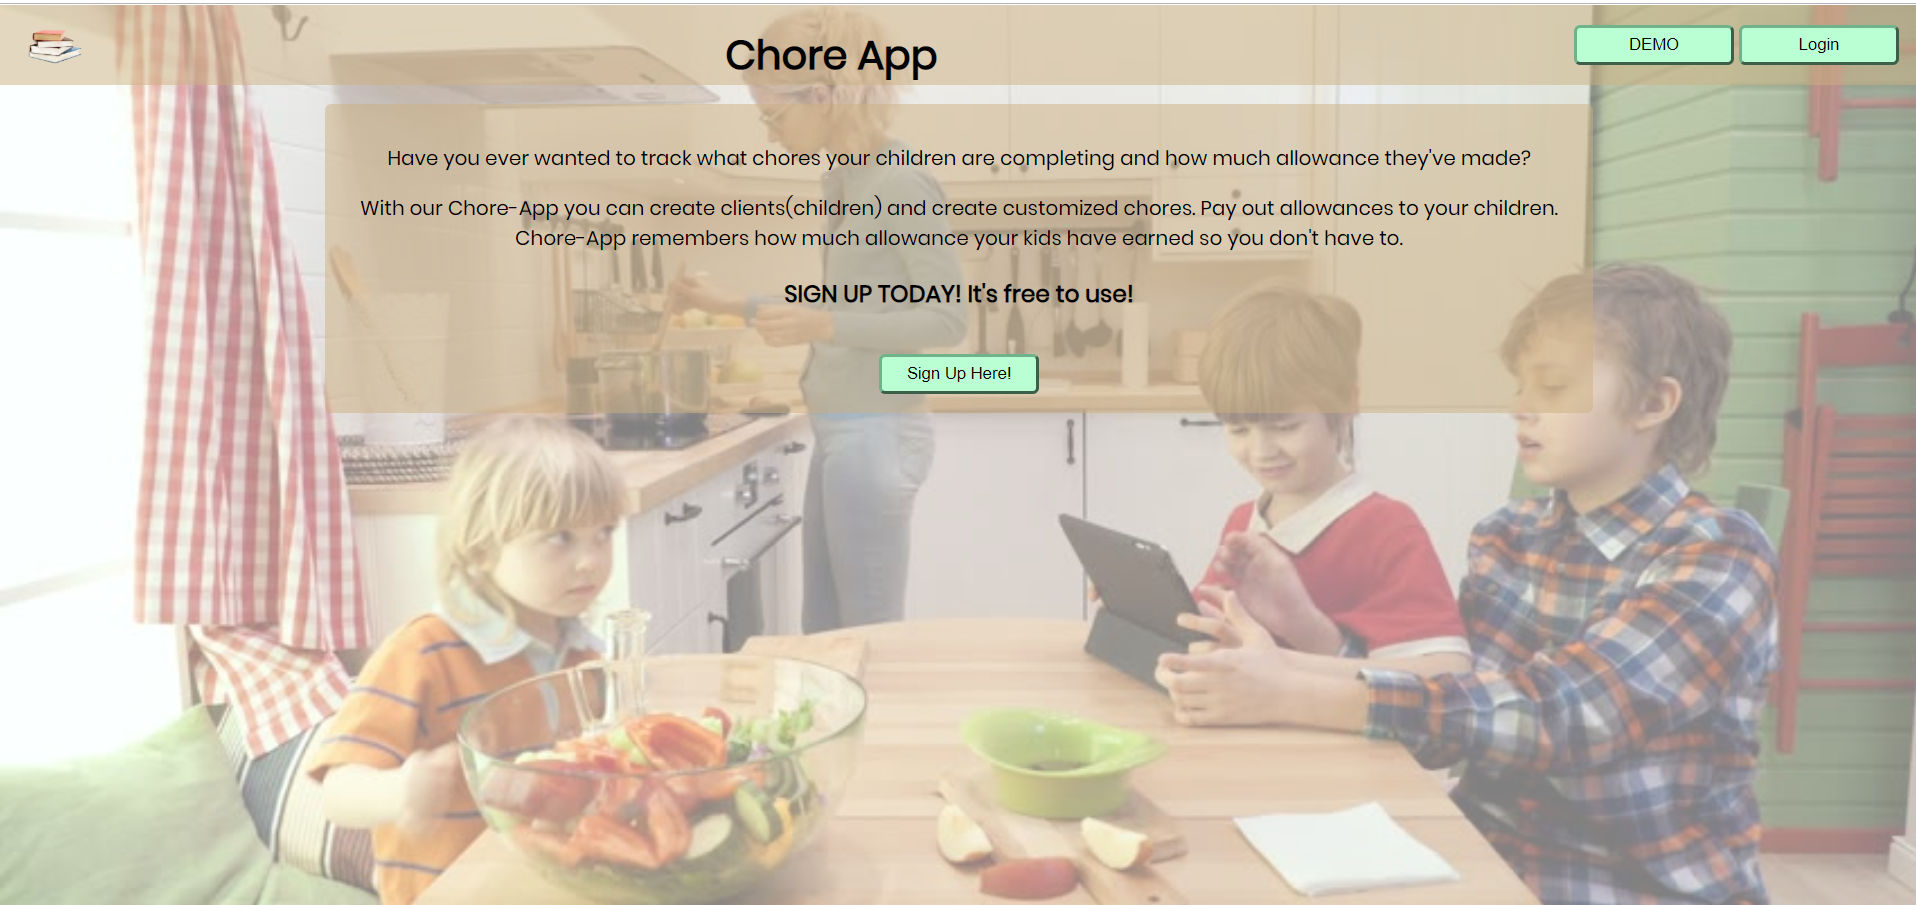 Chore App
DEMO
Login
Have you ever wanted to track what chores your children are completing and how much allowance they've made?
With our Chore-App you can create clients(children) and create customized chores. Pay out allowances to your children.
Chore-App remembers how much allowance your kids have earned so you don't have to.
SIGN UP TODAY! It's free to use!
Sign Up Here!